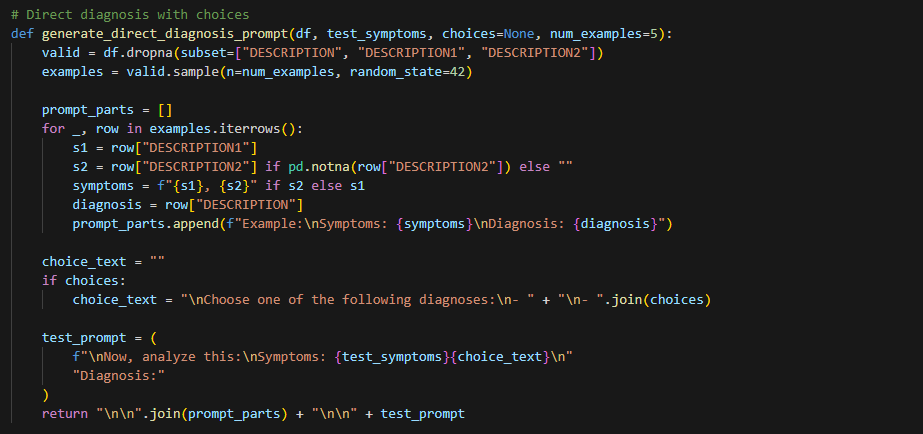 # Direct diagnosis with choices
def generate_direct_diagnosis_prompt(df, test_symptoms, choices=None, num_examples=5):
    valid = df.dropna(subset=["DESCRIPTION", "DESCRIPTION1", "DESCRIPTION2"])
    examples = valid.sample(n=num_examples, random_state=42)

    prompt_parts = []
    for _, row in examples.iterrows():
        s1 = row["DESCRIPTION1"]
        s2 = row["DESCRIPTION2"] if pd.notna(row["DESCRIPTION2"]) else ""
        symptoms = f"{s1}, {s2}" if s2 else s1
        diagnosis = row["DESCRIPTION"]
        prompt_parts.append(f"Example:\nSymptoms: {symptoms}\nDiagnosis: {diagnosis}")

    choice_text = ""
    if choices:
        choice_text = "\nChoose one of the following diagnoses:\n- " + "\n- ".join(choices)

    test_prompt = (
        f"\nNow, analyze this:\nSymptoms: {test_symptoms}{choice_text}\n"
        "Diagnosis:"
    )
    return "\n\n".join(prompt_parts) + "\n\n" + test_prompt